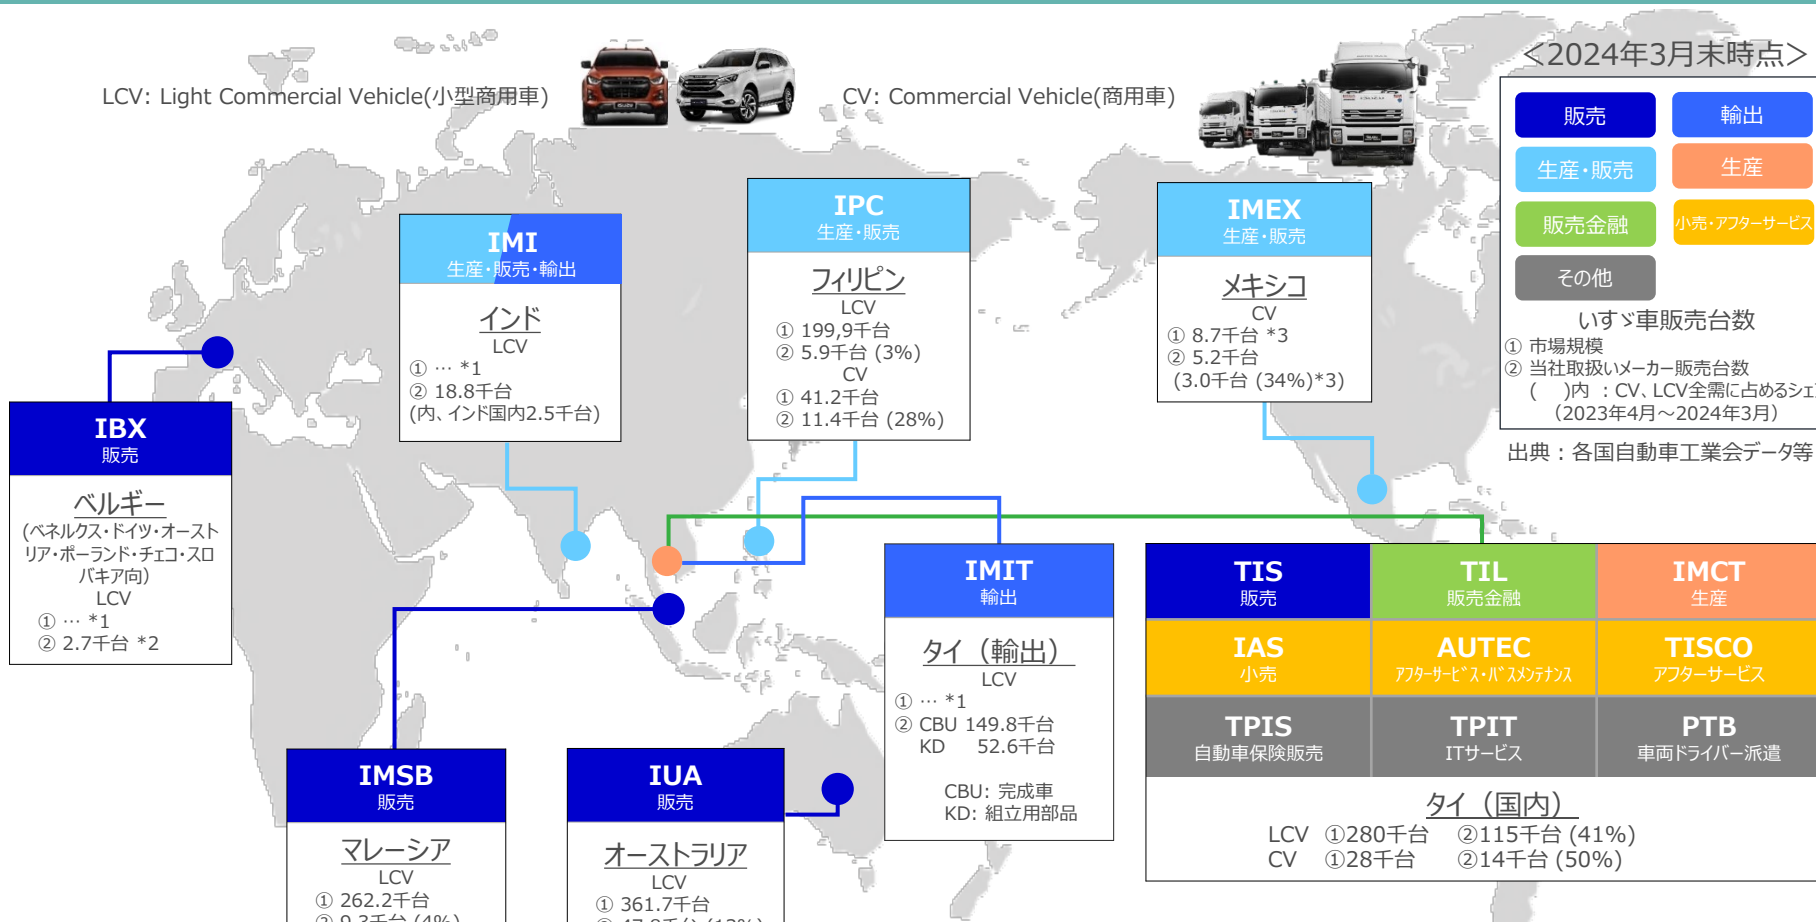 LCV: Light Commercial Vehicle(小型商用車)
CV: Commercial Vehicle(商用車)
<2024年3月末時点>
販売
輸出
生産・販売
生産
販売金融
小売・アフターサービス
その他
いすゞ車販売台数
① 市場規模
② 当社取扱いメーカー販売台数
(　)内 ：CV、LCV全需に占めるシェ
（2023年4月～2024年3月）
出典：各国自動車工業会データ等
IMI
生産・販売・輸出
インド
LCV
① … *1
② 18.8千台
(内、インド国内2.5千台)
IPC
生産・販売
フィリピン
LCV
① 199,9千台
② 5.9千台 (3%)
CV
① 41.2千台
② 11.4千台 (28%)
IMEX
生産・販売
メキシコ
CV
① 8.7千台 *3
② 5.2千台
(3.0千台 (34%)*3)
IBX
販売
ベルギー
(ベネルクス・ドイツ・オースト
リア・ポーランド・チェコ・スロ
バキア向)
LCV
① … *1
② 2.7千台 *2
IMIT
輸出
タイ（輸出）
LCV
① … *1
② CBU 149.8千台
KD 52.6千台
CBU: 完成車
KD: 組立用部品
TIS
販売
TIL
販売金融
IMCT
生産
IAS
小売
AUTEC
アフターサービス・バスメンテナンス
TISCO
アフターサービス
TPIS
自動車保険販売
TPIT
ITサービス
PTB
車両ドライバー派遣
タイ（国内）
LCV ①280千台 ②115千台 (41%)
CV ①28千台 ②14千台 (50%)
IMSB
販売
マレーシア
LCV
① 262.2千台
② 9.3千台 (4%)
IUA
販売
オーストラリア
LCV
① 361.7千台